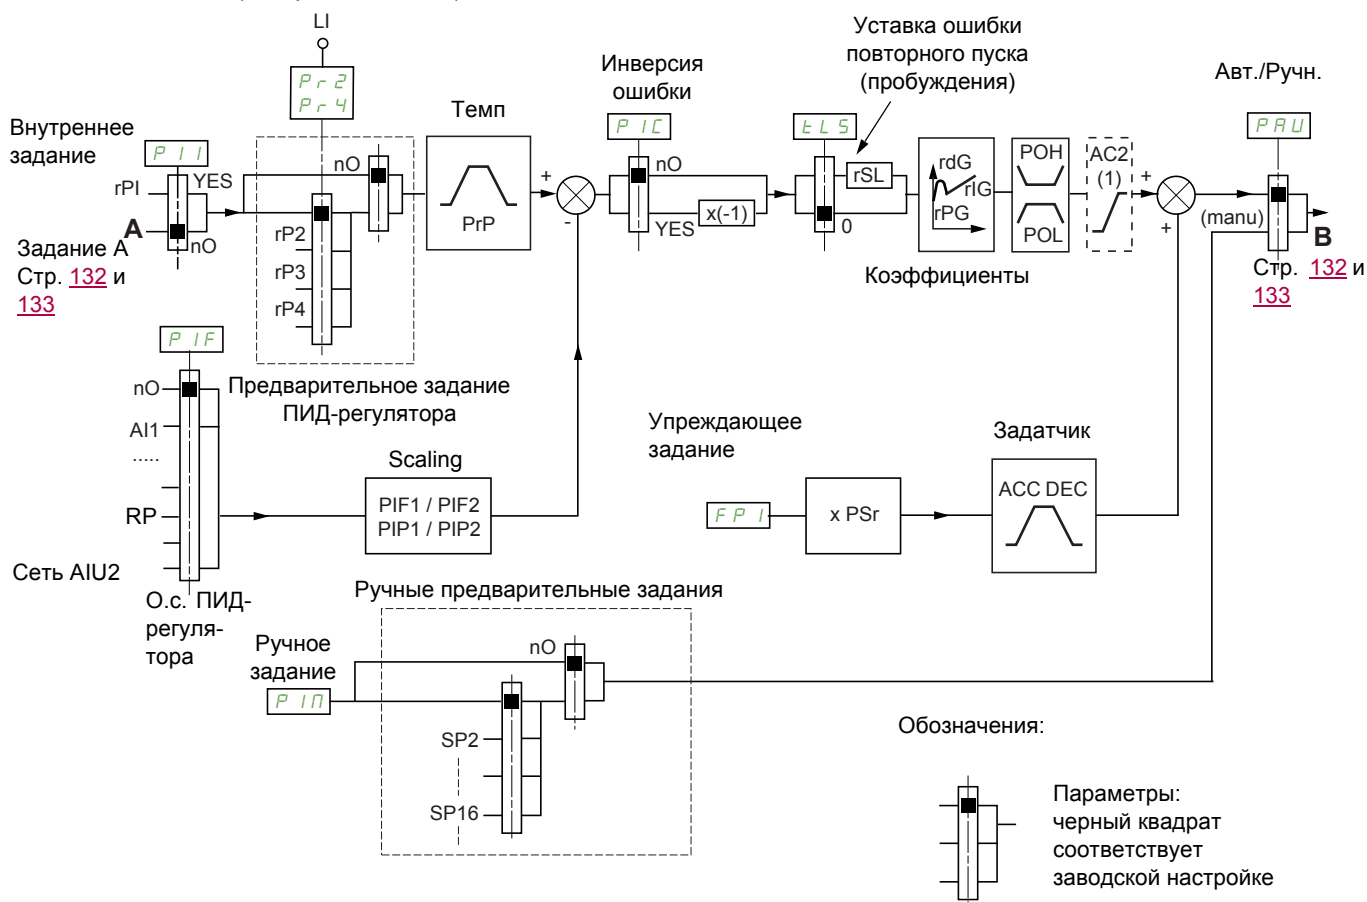 LI
Pr2
Pr4
Внутреннее
задание
PII
rPI
YES
A
nO
Задание A
Стр. 132 и
133
nO
rP2
rP3
rP4
Предварительное задание
ПИД-регулятора
Темп
PrP
+
-
Инверсия
ошибки
PIC
nO
YES
x(-1)
Уставка ошибки
повторного пуска
(пробуждения)
tLS
rSL
0
rdG
rIG
rPG
POH
POL
Коэффициенты
AC2
(1)
+
+
Авт./Ручн.
PAU
(manu)
B
Стр. 132 и
133
PIF
nO
AI1
.....
RP
Сеть AIU2
О.с. ПИД-
регуля-
тора
Scaling
PIF1 / PIF2
PIP1 / PIP2
Упреждающее
задание
FPI
x PSr
Задатчик
ACC DEC
Ручные предварительные задания
Ручное
задание
PIM
nO
SP2
SP16
Обозначения:
Параметры:
черный квадрат
соответствует
заводской настройке